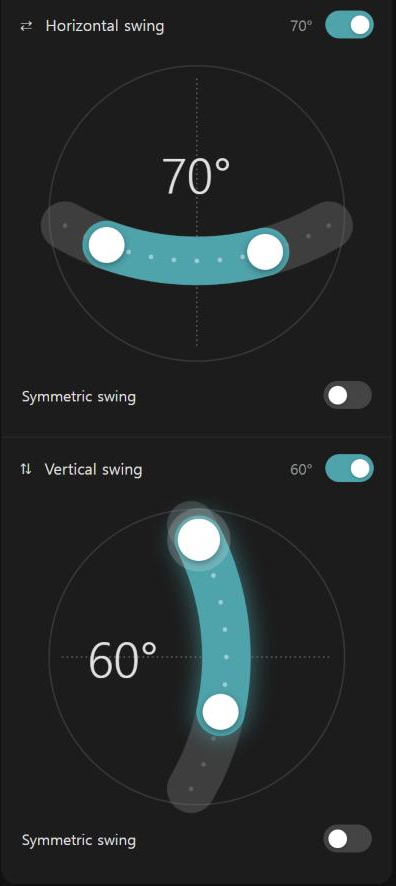 Horizontal swing 70°
70°
Symmetric swing
Vertical swing 60°
60°
Symmetric swing